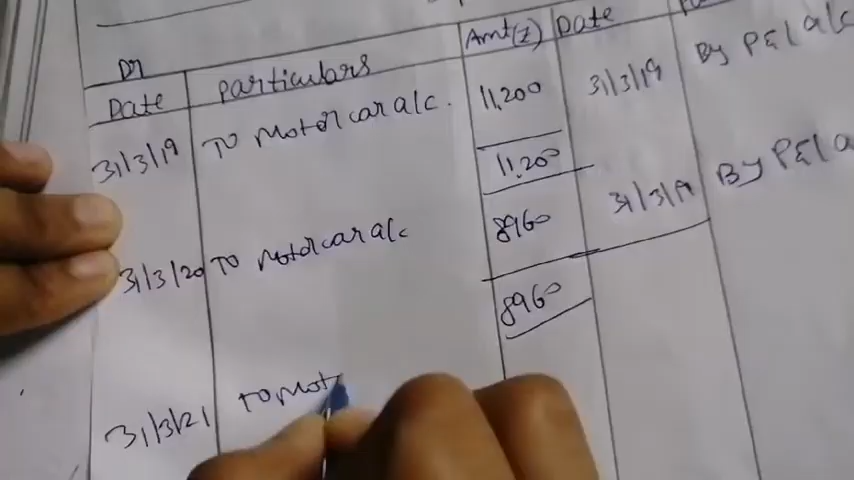 Dr Amt(₹) Date
Date Particulars
31/3/19 TO Motor car a/c. 11,200 31/3/19 By P&L a/c
11,200
31/3/20 TO Motor car a/c 8960 31/3/19 By P&L a
8960
31/3/21 TO Mot